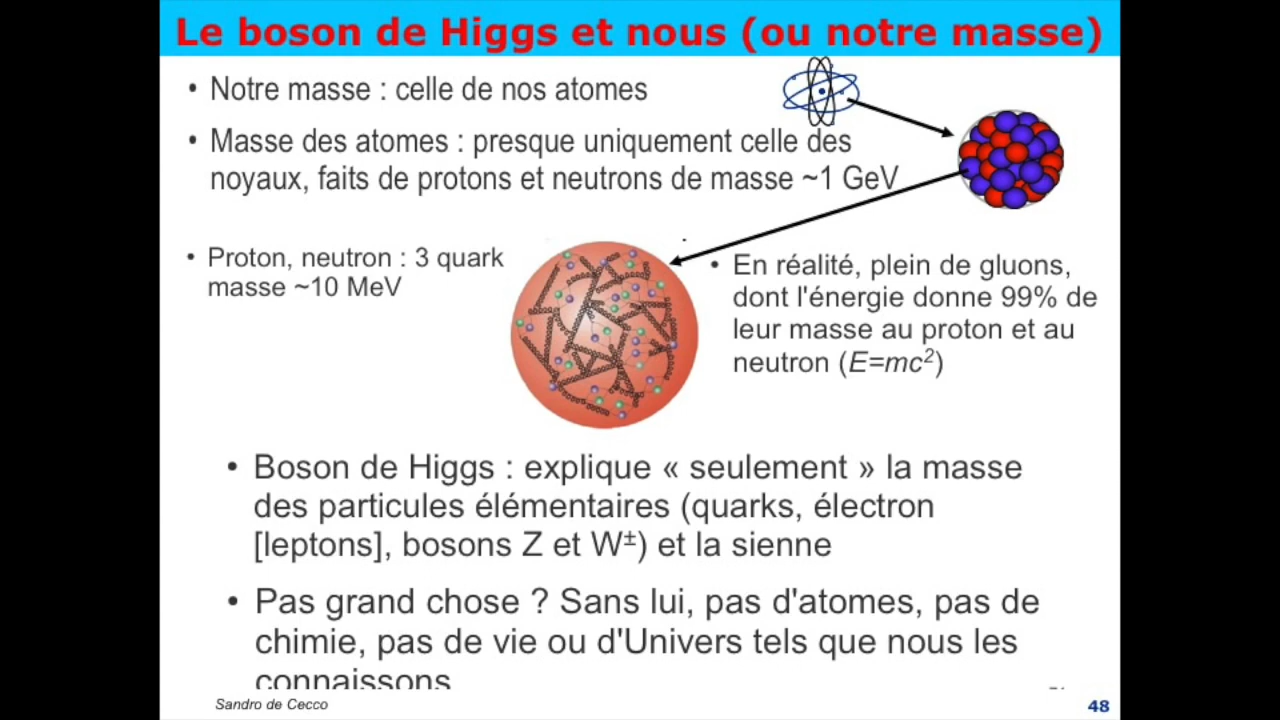 Le boson de Higgs et nous (ou notre masse)
• Notre masse : celle de nos atomes
• Masse des atomes : presque uniquement celle des
noyaux, faits de protons et neutrons de masse ~1 GeV
• Proton, neutron : 3 quark
masse ~10 MeV
• En réalité, plein de gluons,
dont l'énergie donne 99% de
leur masse au proton et au
neutron (E=mc²)
• Boson de Higgs : explique « seulement » la masse
des particules élémentaires (quarks, électron
[leptons], bosons Z et W±) et la sienne
• Pas grand chose ? Sans lui, pas d'atomes, pas de
chimie, pas de vie ou d'Univers tels que nous les
connaissons
Sandro de Cecco
48